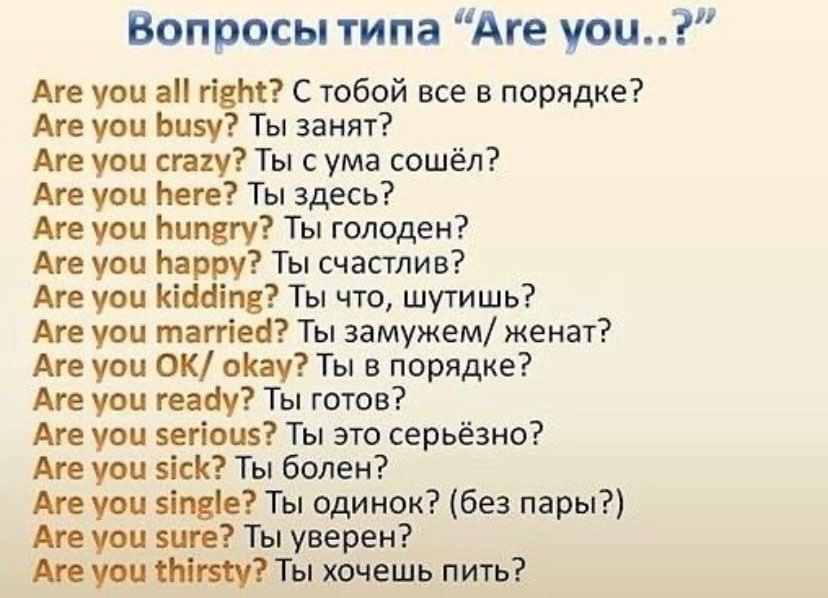 Вопросы типа “Are you..?”
Are you all right? С тобой все в порядке?
Are you busy? Ты занят?
Are you crazy? Ты с ума сошёл?
Are you here? Ты здесь?
Are you hungry? Ты голоден?
Are you happy? Ты счастлив?
Are you kidding? Ты что, шутишь?
Are you married? Ты замужем/ женат?
Are you OK/ okay? Ты в порядке?
Are you ready? Ты готов?
Are you serious? Ты это серьёзно?
Are you sick? Ты болен?
Are you single? Ты одинок? (без пары?)
Are you sure? Ты уверен?
Are you thirsty? Ты хочешь пить?